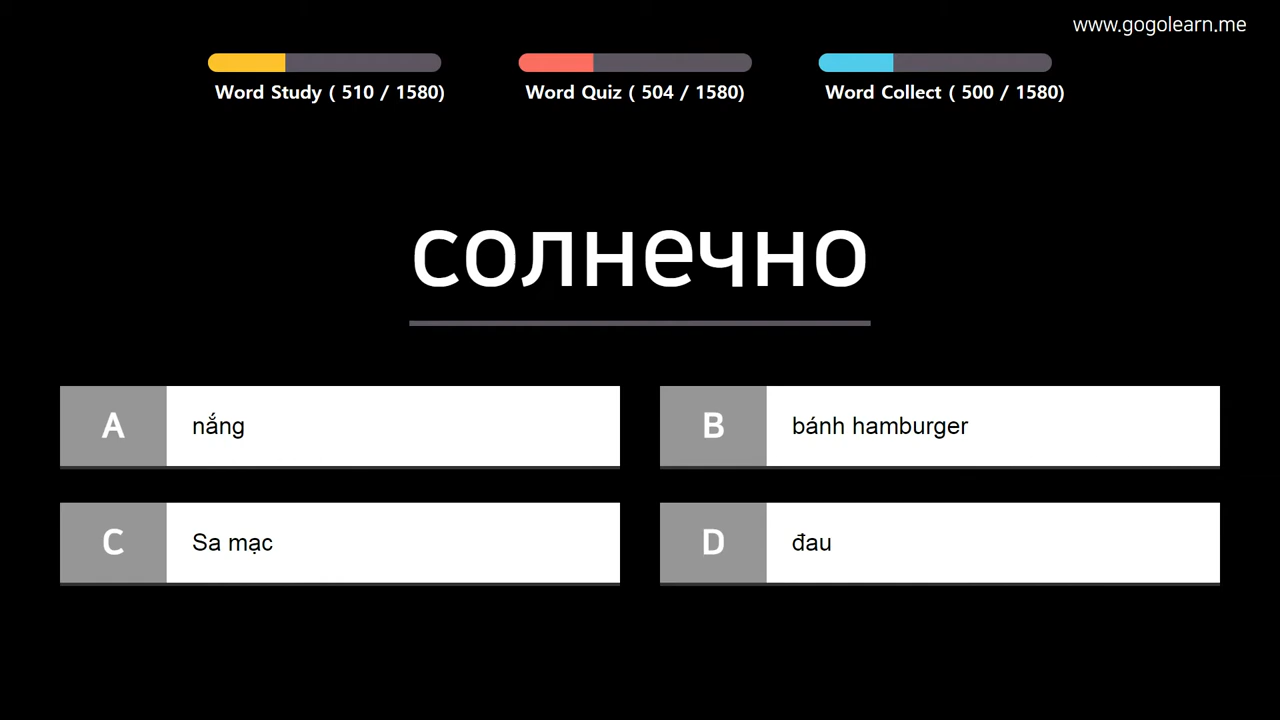 www.gogolearn.me
Word Study ( 510 / 1580)
Word Quiz ( 504 / 1580)
Word Collect ( 500 / 1580)
солнечно
A nắng
B bánh hamburger
C Sa mạc
D đau